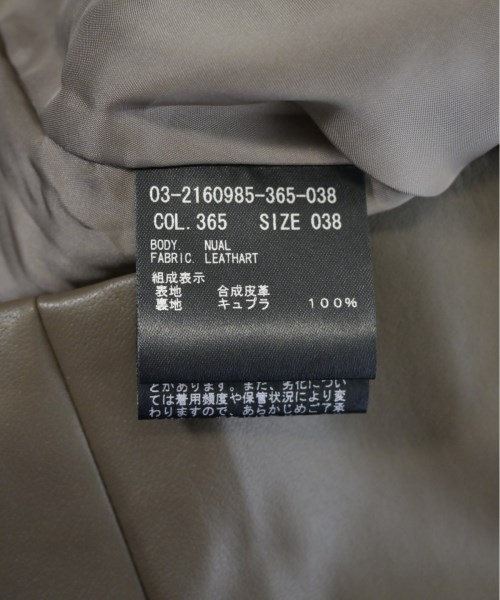 03-2160985-365-038
COL.365 SIZE 038
BODY. NUAL
FABRIC. LEATHART
組成表示
表地 合成皮革
裏地 キュプラ 100%
とがあります。また、劣化につい
ては着用頻度や保管状況により変
わりますので、あらかじめご了承